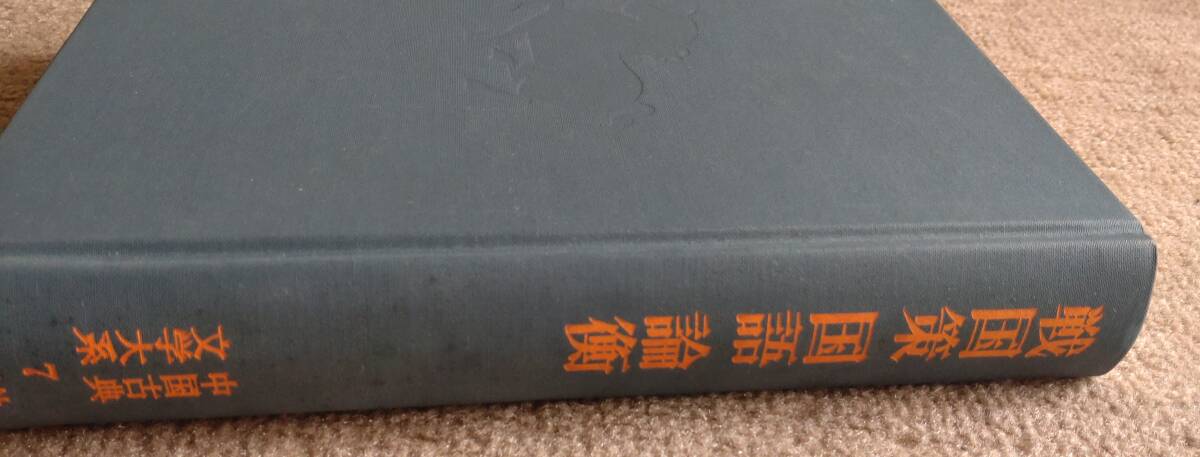 戦国策 国語 論衡
中国古典
文学大系
7